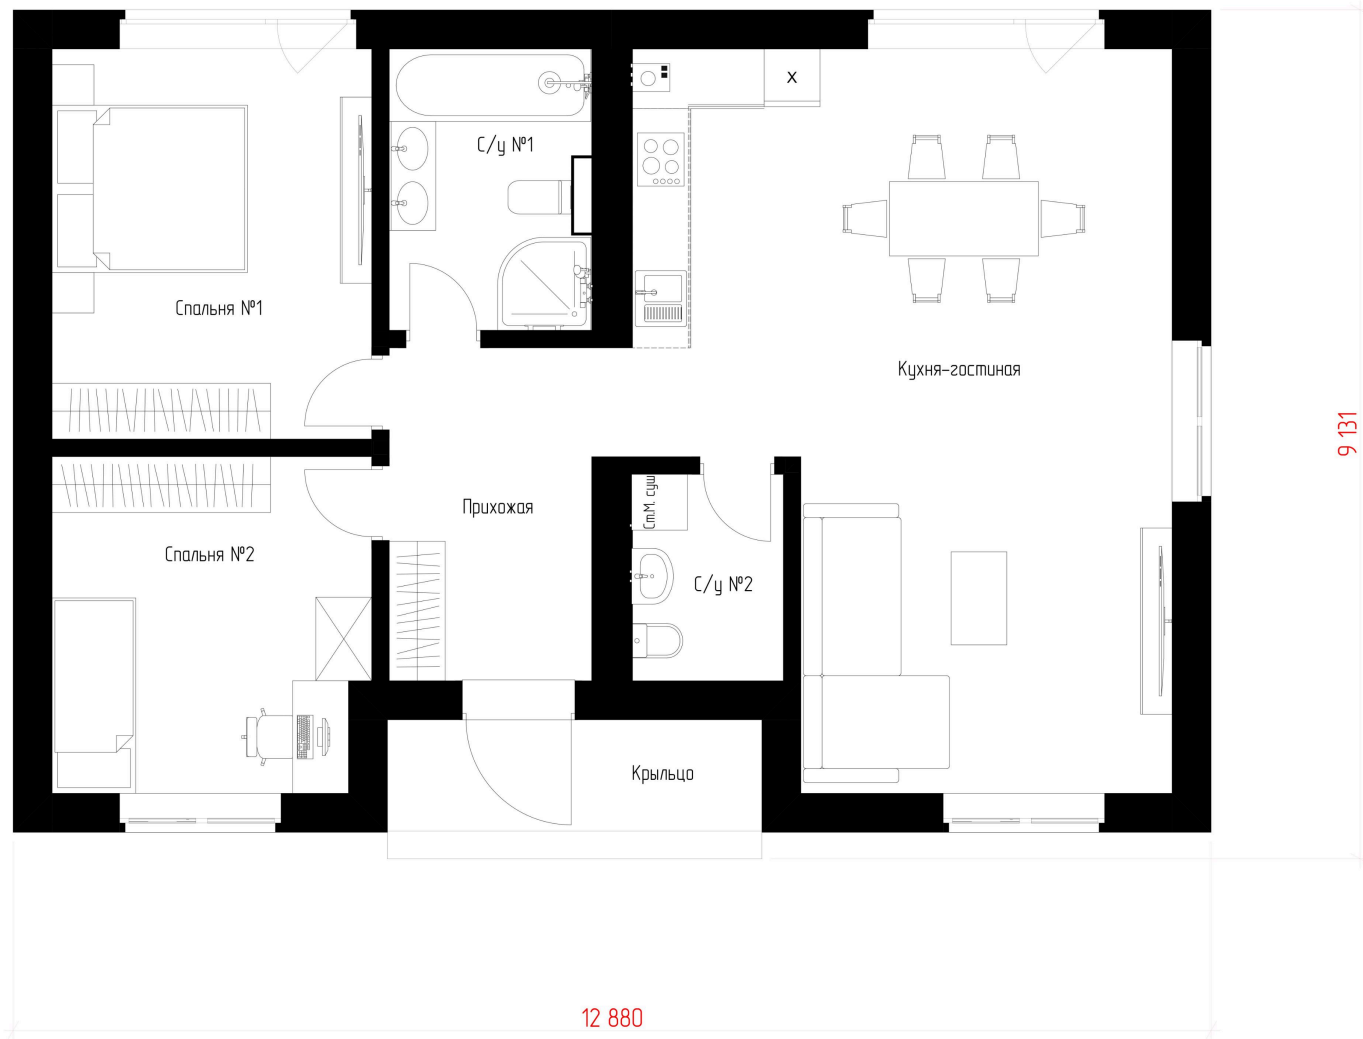 X
С/у №1
Спальня №1
Кухня-гостиная
9 131
Ст.М. суш
Прихожая
Спальня №2
С/у №2
Крыльцо
12 880